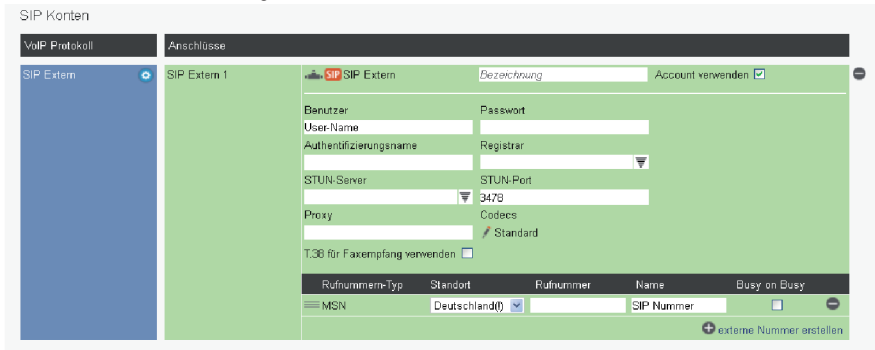 SIP Konten
VoIP Protokoll Anschlüsse
SIP Extern SIP Extern 1 SIP SIP Extern Bezeichnung Account verwenden
Benutzer Passwort
User-Name
Authentifizierungsname Registrar
STUN-Server STUN-Port
3478
Proxy Codecs
Standard
T.38 für Faxempfang verwenden
Rufnummern-Typ Standort Rufnummer Name Busy on Busy
MSN Deutschland(!) SIP Nummer
externe Nummer erstellen